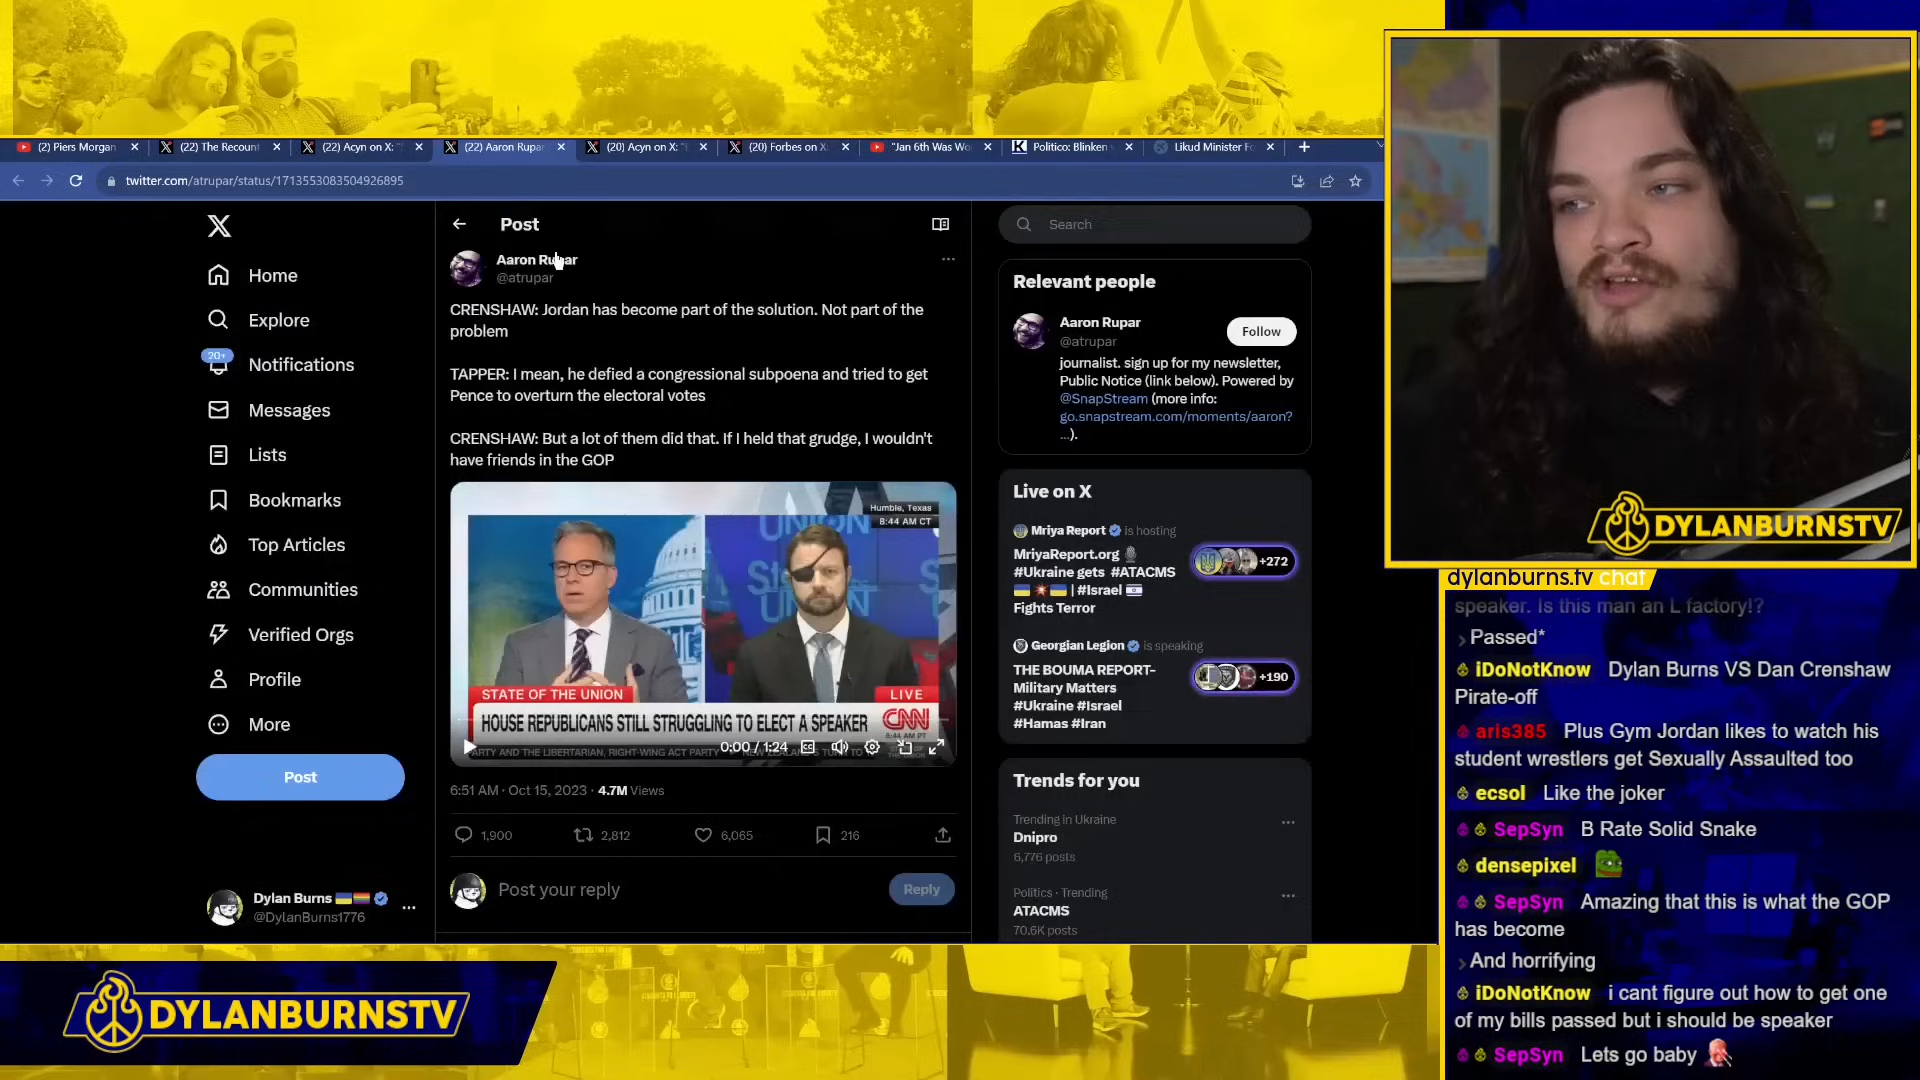 (2) Piers Morgan
(22) The Recount
(22) Acyn on X: "
(22) Aaron Rupar
(20) Acyn on X: "
(20) Forbes on X
"Jan 6th Was Wo
Politico: Blinken
Likud Minister Fo
twitter.com/atrupar/status/1713553083504926895
Home
Explore
20+
Notifications
Messages
Lists
Bookmarks
Top Articles
Communities
Verified Orgs
Profile
More
Post
Dylan Burns
@DylanBurns1776
Post
Aaron Rupar
@atrupar
CRENSHAW: Jordan has become part of the solution. Not part of the
problem
TAPPER: I mean, he defied a congressional subpoena and tried to get
Pence to overturn the electoral votes
CRENSHAW: But a lot of them did that. If I held that grudge, I wouldn't
have friends in the GOP
Humble, Texas
8:44 AM CT
STATE OF THE UNION
LIVE
HOUSE REPUBLICANS STILL STRUGGLING TO ELECT A SPEAKER
CNN
8:44 AM PT
PARTY AND THE LIBERTARIAN, RIGHT-WING ACT PARTY
0:00 / 1:24
6:51 AM · Oct 15, 2023 · 4.7M Views
1,900
2,812
6,065
216
Post your reply
Reply
Search
Relevant people
Aaron Rupar
@atrupar
Follow
journalist. sign up for my newsletter,
Public Notice (link below). Powered by
@SnapStream (more info:
go.snapstream.com/moments/aaron?
...).
Live on X
Mriya Report is hosting
MriyaReport.org
#Ukraine gets #ATACMS
| #Israel
Fights Terror
+272
Georgian Legion is speaking
THE BOUMA REPORT-
Military Matters
#Ukraine #Israel
#Hamas #Iran
+190
Trends for you
Trending in Ukraine
Dnipro
6,776 posts
Politics · Trending
ATACMS
70.6K posts
DYLANBURNSTV
dylanburns.tv chat
speaker. Is this man an L factory!?
Passed*
iDoNotKnow Dylan Burns VS Dan Crenshaw
Pirate-off
aris385 Plus Gym Jordan likes to watch his
student wrestlers get Sexually Assaulted too
ecsol Like the joker
SepSyn B Rate Solid Snake
densepixel
SepSyn Amazing that this is what the GOP
has become
And horrifying
iDoNotKnow i cant figure out how to get one
of my bills passed but i should be speaker
SepSyn Lets go baby
DYLANBURNSTV